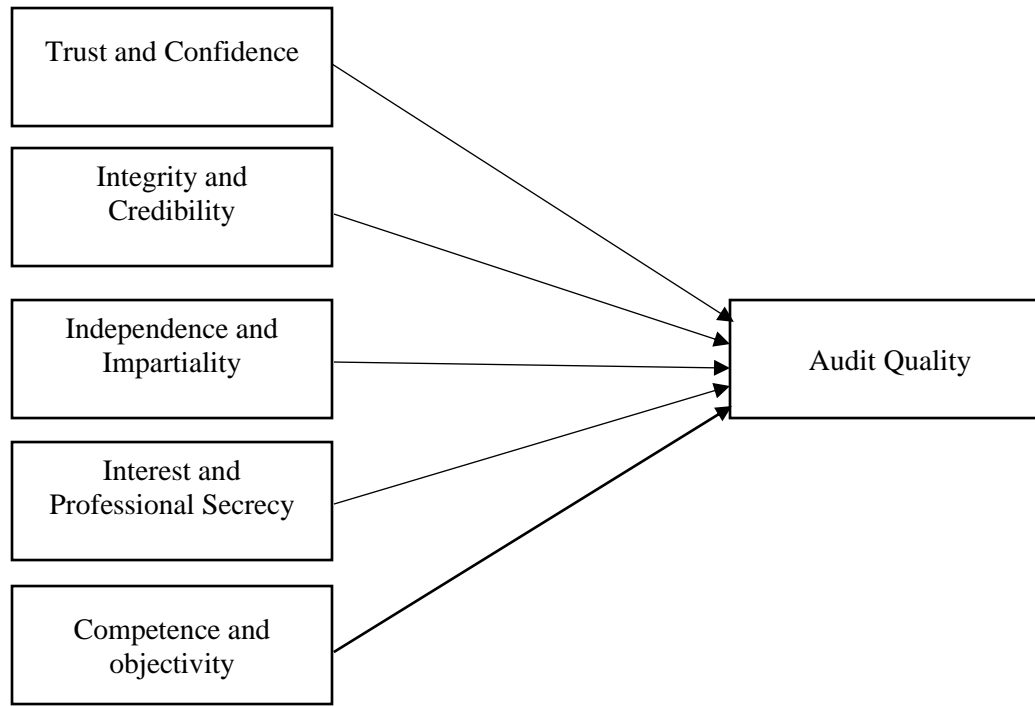 Trust and Confidence
Integrity and
Credibility
Independence and
Impartiality
Audit Quality
Interest and
Professional Secrecy
Competence and
objectivity